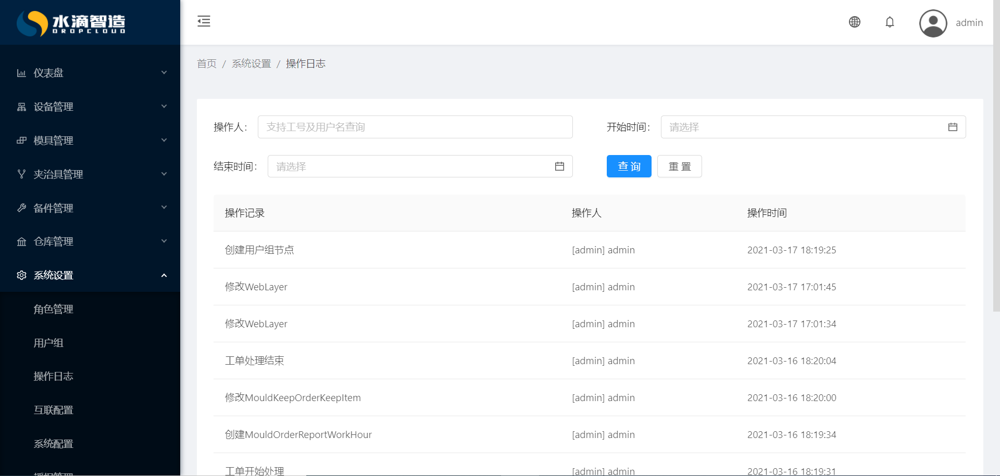 水滴智造
DROPCLOUD
admin
仪表盘
设备管理
模具管理
夹治具管理
备件管理
仓库管理
系统设置
角色管理
用户组
操作日志
互联配置
系统配置
首页 / 系统设置 / 操作日志
操作人： 支持工号及用户名查询
开始时间： 请选择
结束时间： 请选择
查 询 重 置
操作记录 操作人 操作时间
创建用户组节点 [admin] admin 2021-03-17 18:19:25
修改WebLayer [admin] admin 2021-03-17 17:01:45
修改WebLayer [admin] admin 2021-03-17 17:01:34
工单处理结束 [admin] admin 2021-03-16 18:20:04
修改MouldKeepOrderKeepItem [admin] admin 2021-03-16 18:20:00
创建MouldOrderReportWorkHour [admin] admin 2021-03-16 18:19:34
工单开始处理 [admin] admin 2021-03-16 18:19:31